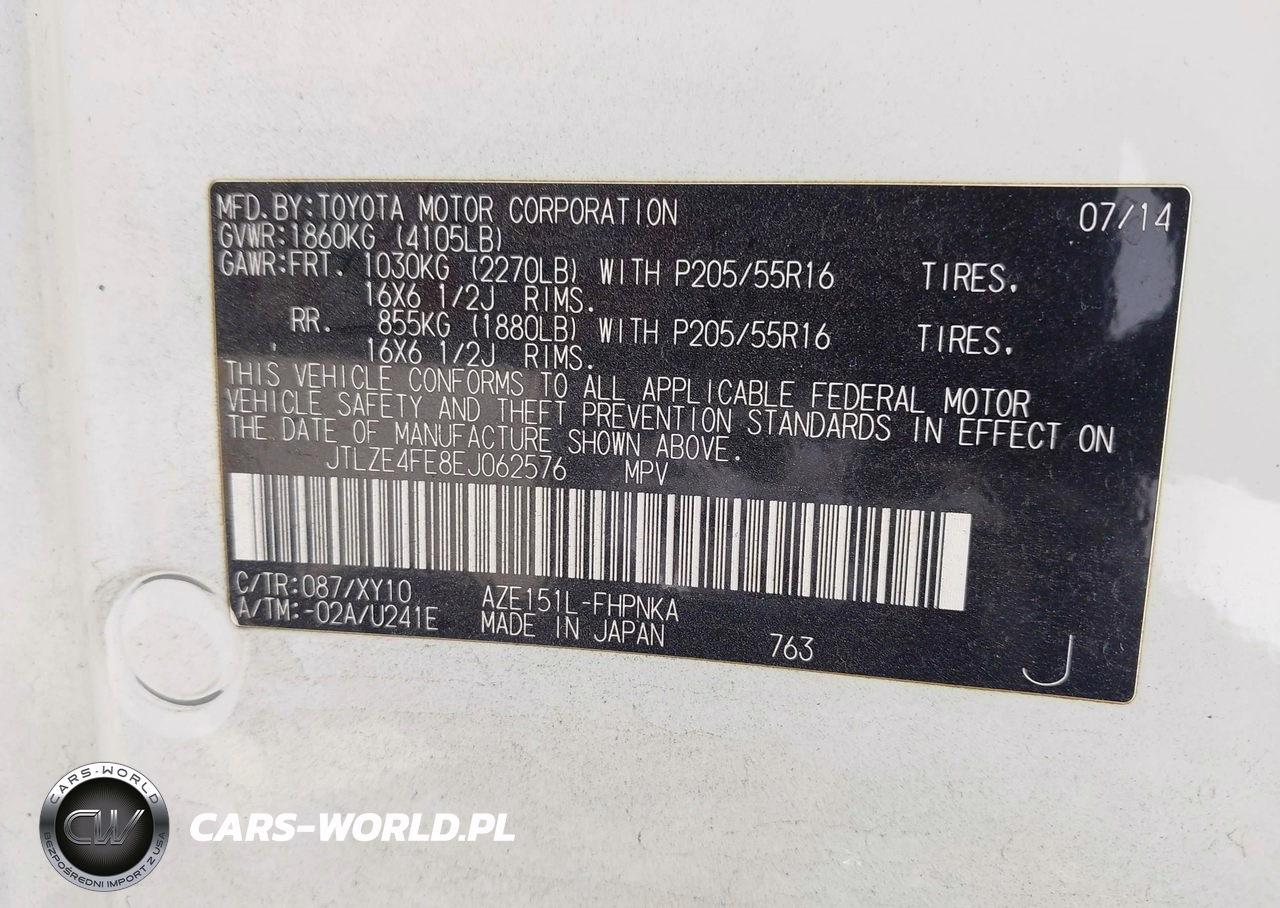 MFD.BY:TOYOTA MOTOR CORPORATION 07/14
GVWR:1860KG (4105LB)
GAWR:FRT. 1030KG (2270LB) WITH P205/55R16 TIRES.
16X6 1/2J RIMS.
RR. 855KG (1880LB) WITH P205/55R16 TIRES.
16X6 1/2J RIMS.
THIS VEHICLE CONFORMS TO ALL APPLICABLE FEDERAL MOTOR
VEHICLE SAFETY AND THEFT PREVENTION STANDARDS IN EFFECT ON
THE DATE OF MANUFACTURE SHOWN ABOVE.
JTLZE4FE8EJ062576 MPV
C/TR:087/XY10 AZE151L-FHPNKA
A/TM:-02A/U241E MADE IN JAPAN 763 J
CARS-WORLD
CW
BEZPOŚREDNI IMPORT Z USA
CARS-WORLD.PL